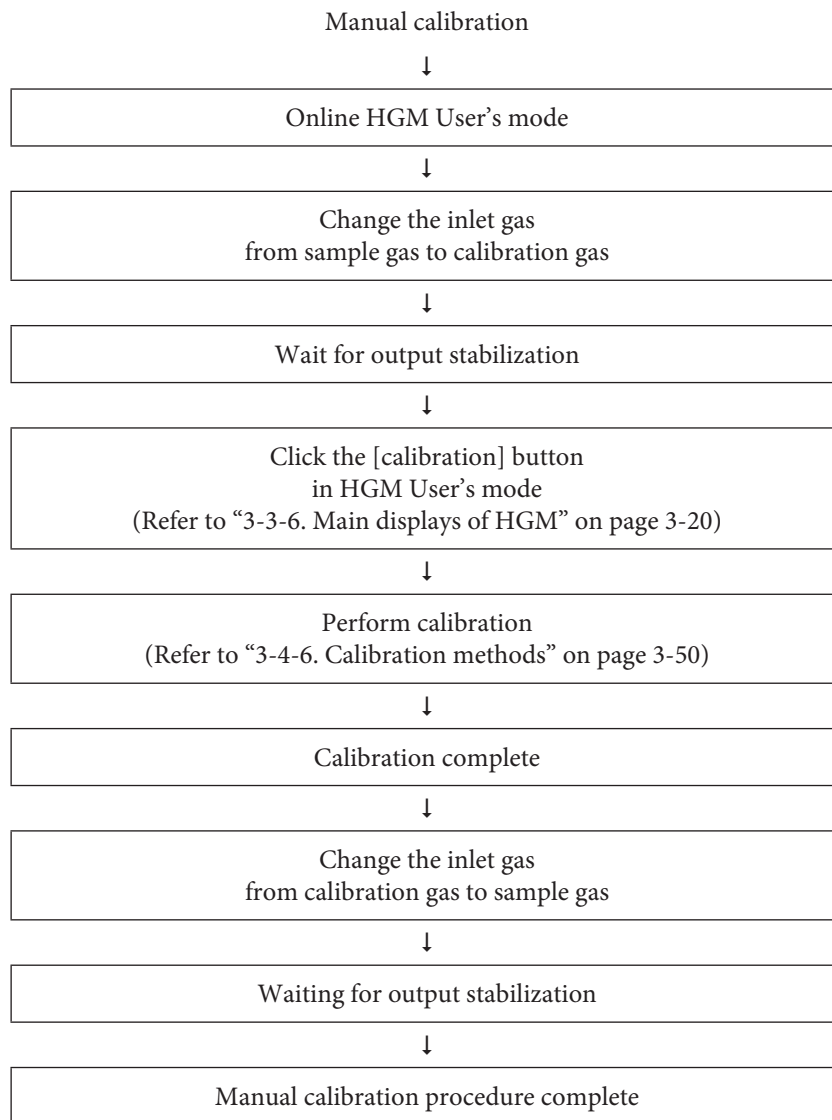 Manual calibration
↓
Online HGM User's mode
↓
Change the inlet gas
from sample gas to calibration gas
↓
Wait for output stabilization
↓
Click the [calibration] button
in HGM User's mode
(Refer to “3-3-6. Main displays of HGM” on page 3-20)
↓
Perform calibration
(Refer to “3-4-6. Calibration methods” on page 3-50)
↓
Calibration complete
↓
Change the inlet gas
from calibration gas to sample gas
↓
Waiting for output stabilization
↓
Manual calibration procedure complete